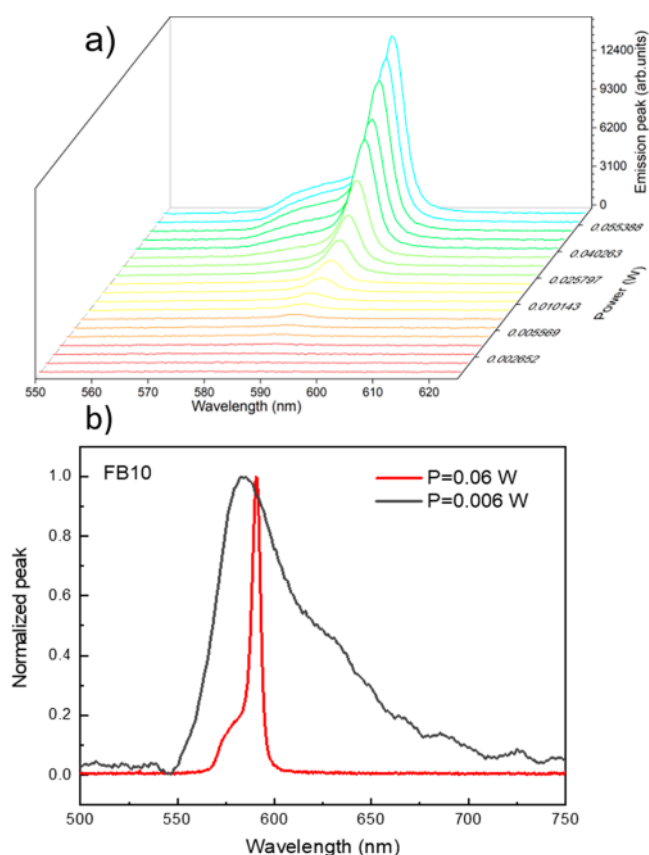 a)
12400
9300
6200
3100
0
Emission peak (arb.units)
0.055388
0.040263
0.025797
0.010143
0.005569
0.002652
Power (W)
550 560 570 580 590 600 610 620
Wavelength (nm)
b)
FB10
P=0.06 W
P=0.006 W
1.0
0.8
0.6
0.4
0.2
0.0
Normalized peak
500 550 600 650 700 750
Wavelength (nm)